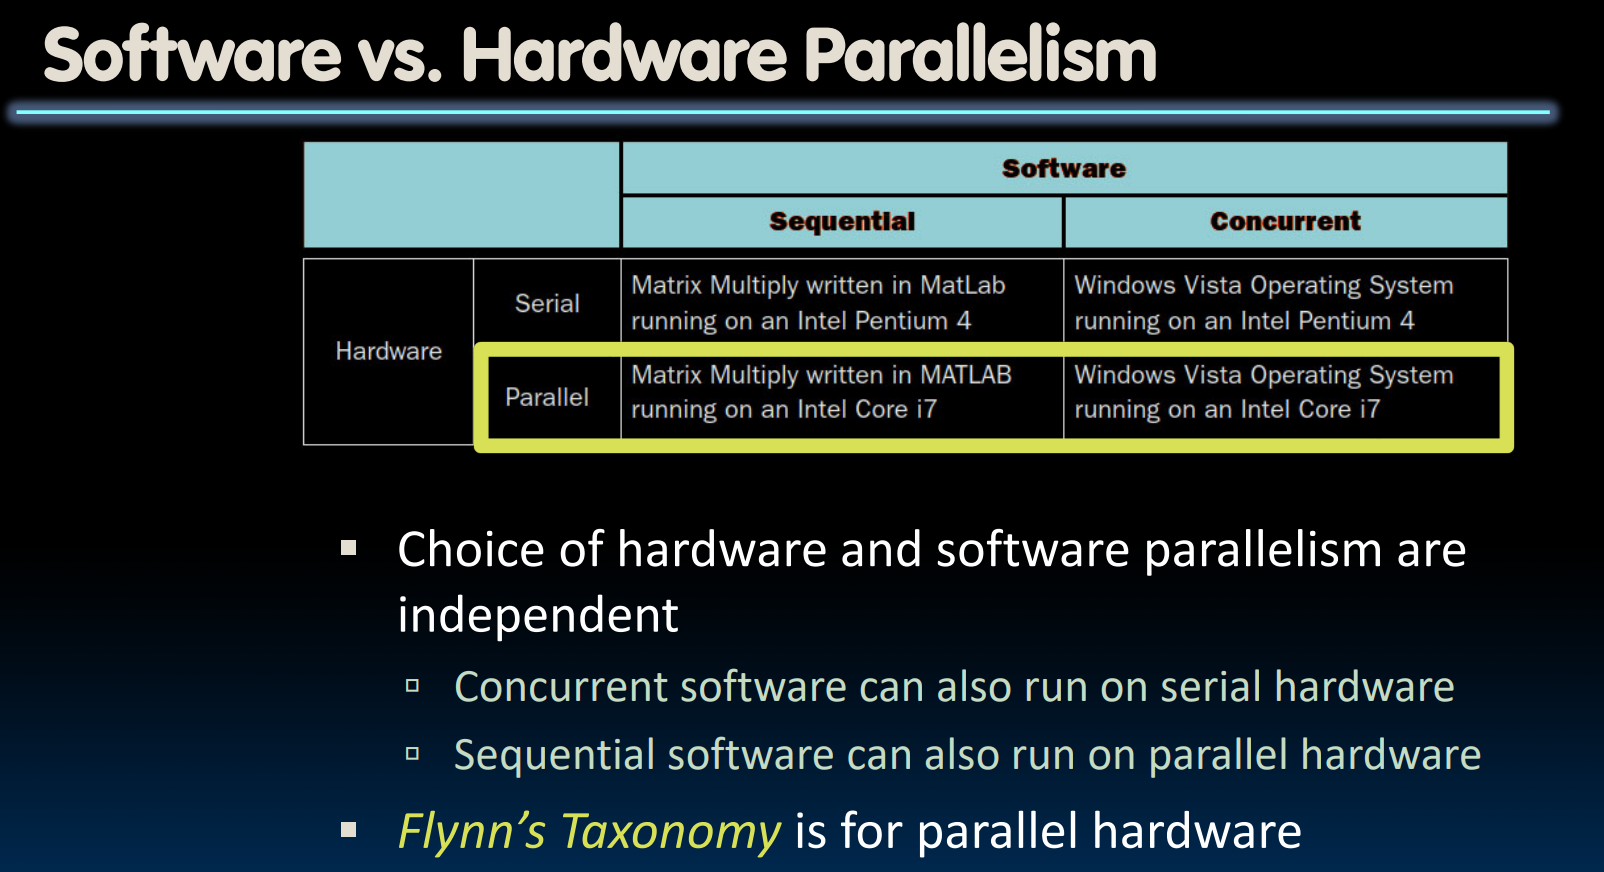 Software vs. Hardware Parallelism
Software
Sequential
Concurrent
Hardware
Serial
Matrix Multiply written in MatLab
running on an Intel Pentium 4
Windows Vista Operating System
running on an Intel Pentium 4
Parallel
Matrix Multiply written in MATLAB
running on an Intel Core i7
Windows Vista Operating System
running on an Intel Core i7
Choice of hardware and software parallelism are
independent
Concurrent software can also run on serial hardware
Sequential software can also run on parallel hardware
Flynn's Taxonomy is for parallel hardware